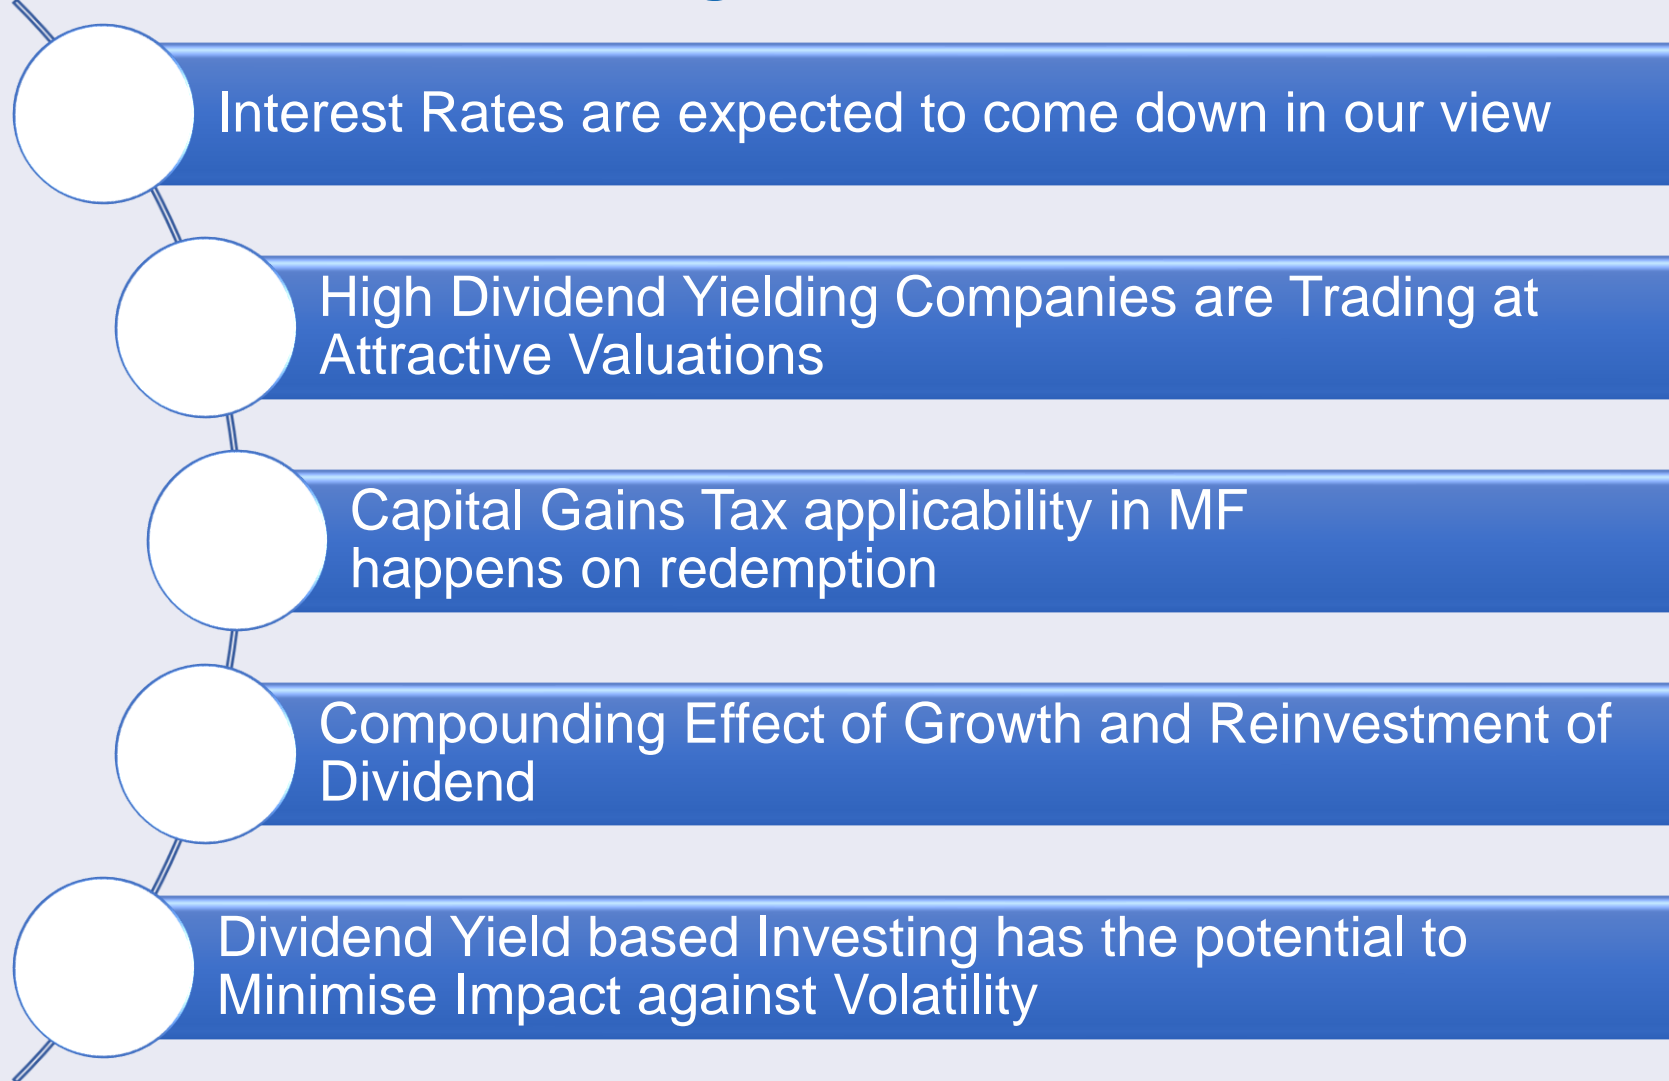 Interest Rates are expected to come down in our view
High Dividend Yielding Companies are Trading at
Attractive Valuations
Capital Gains Tax applicability in MF
happens on redemption
Compounding Effect of Growth and Reinvestment of
Dividend
Dividend Yield based Investing has the potential to
Minimise Impact against Volatility